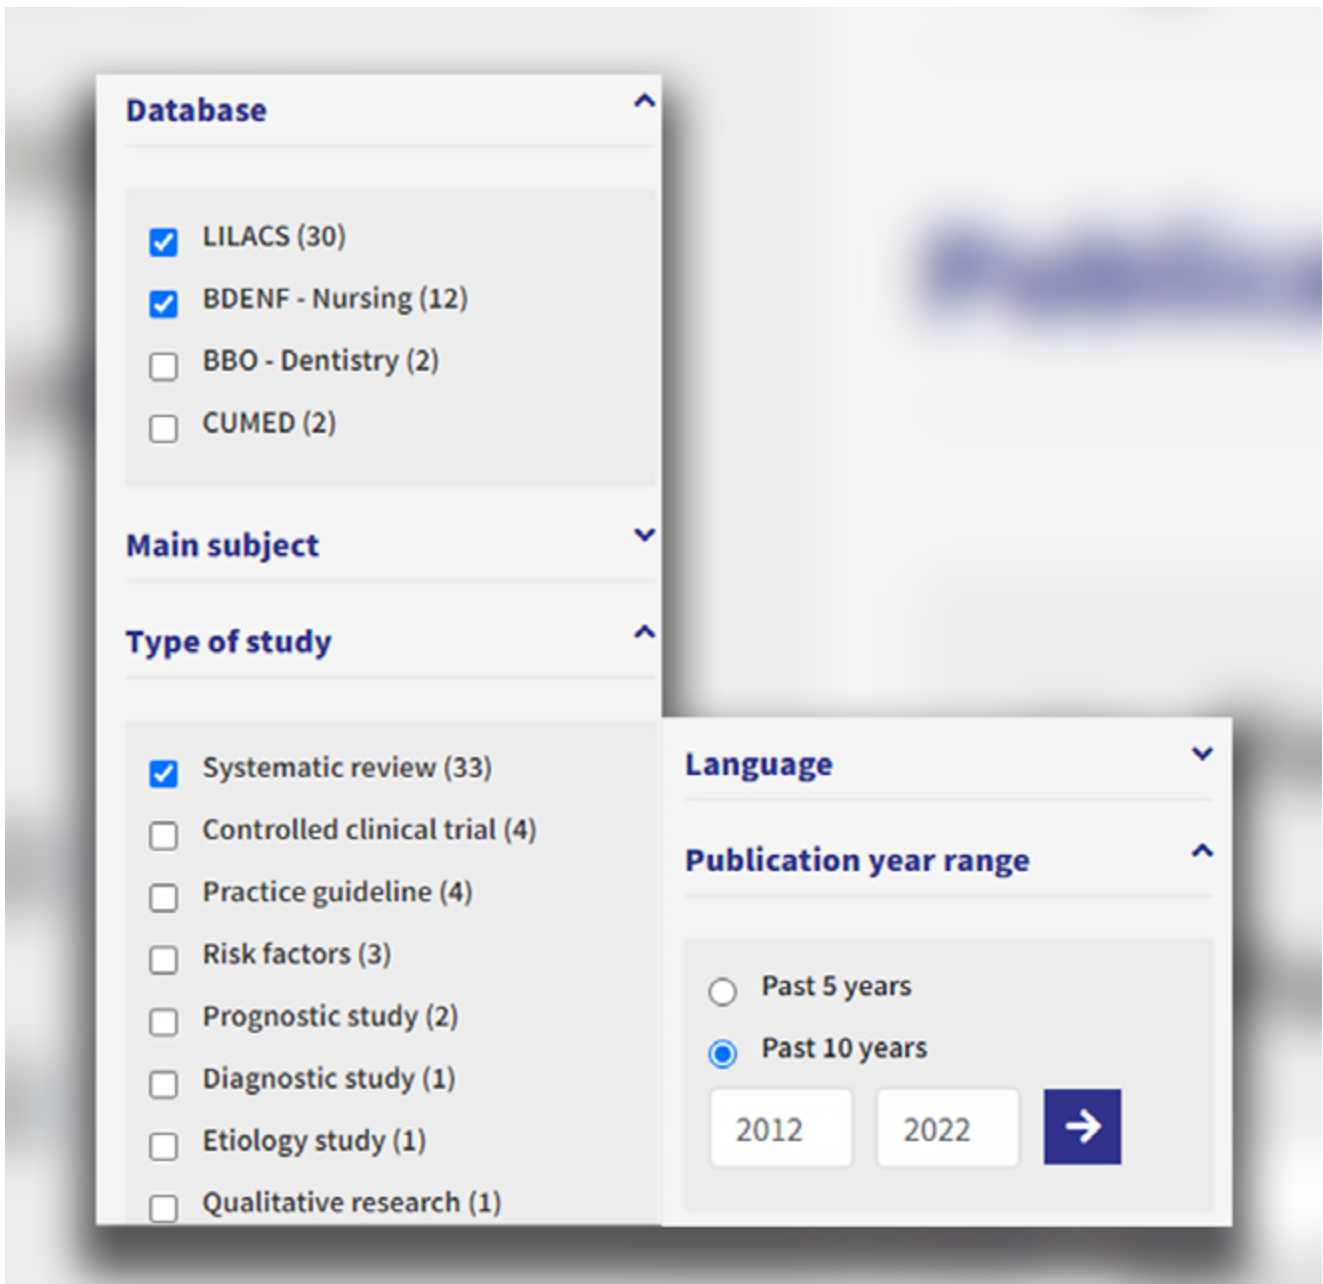 Database
LILACS (30)
BDENF - Nursing (12)
BBO - Dentistry (2)
CUMED (2)
Main subject
Type of study
Systematic review (33)
Controlled clinical trial (4)
Practice guideline (4)
Risk factors (3)
Prognostic study (2)
Diagnostic study (1)
Etiology study (1)
Qualitative research (1)
Language
Publication year range
Past 5 years
Past 10 years
2012 2022